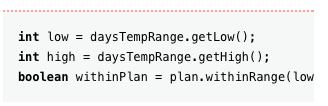 int low = daysTempRange.getLow();
int high = daysTempRange.getHigh();
boolean withinPlan = plan.withinRange(low